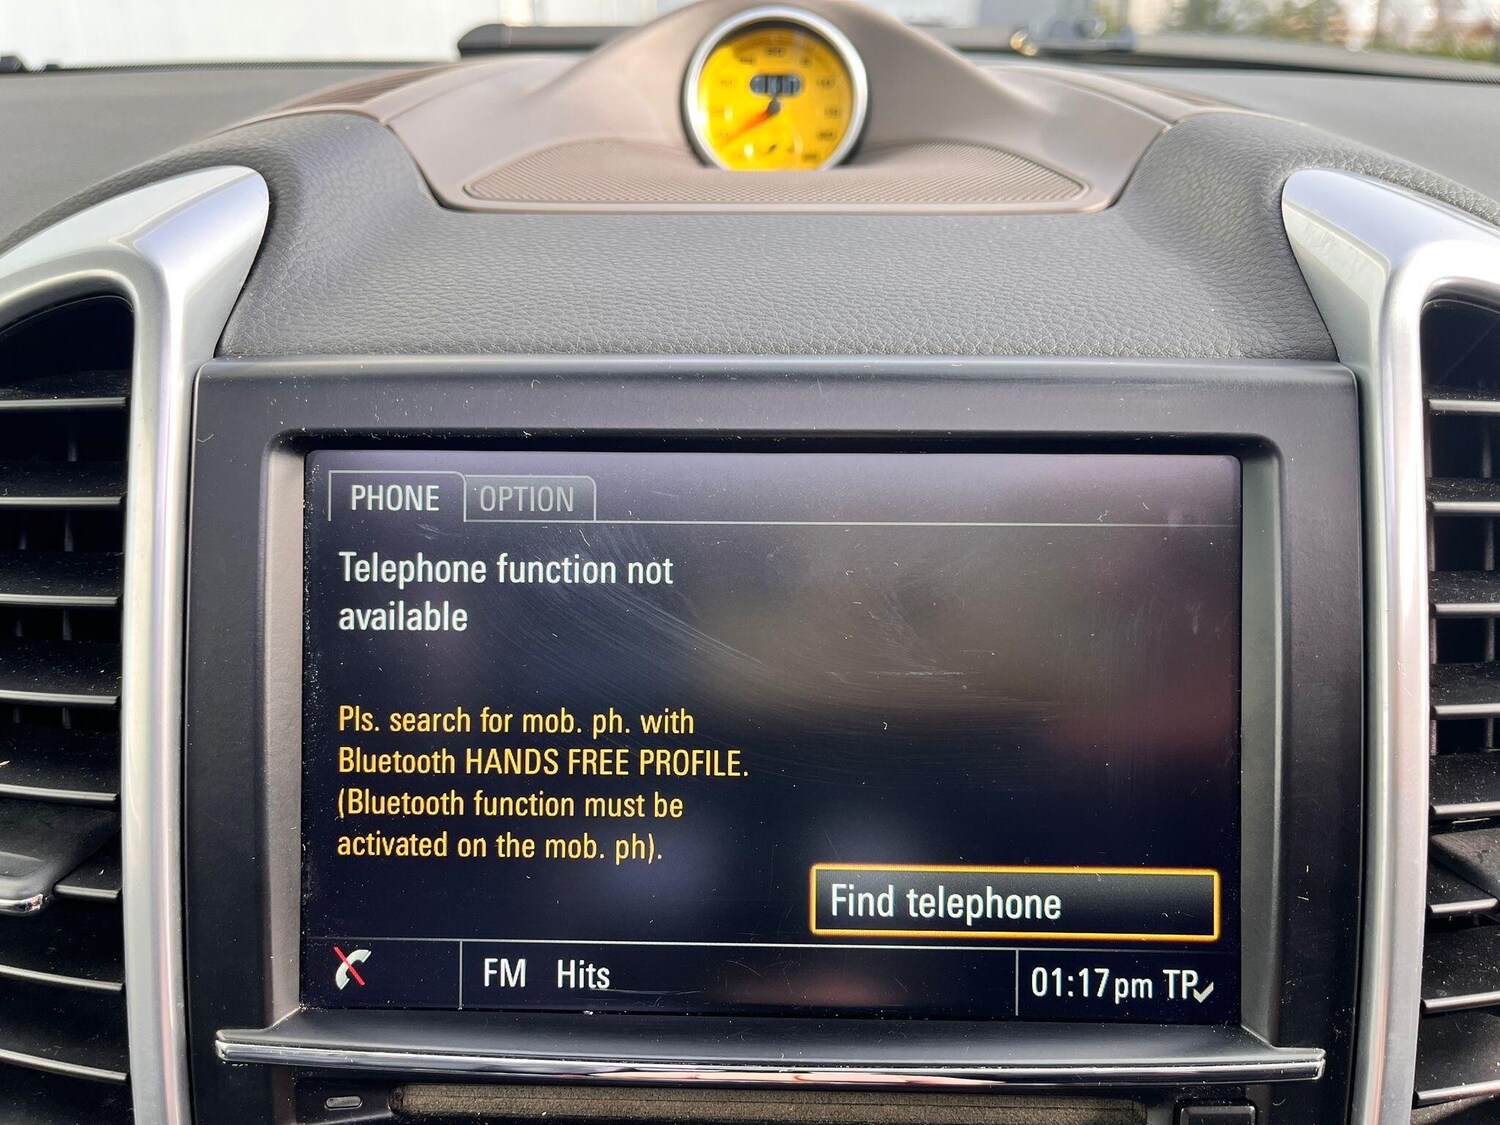 PHONE OPTION
Telephone function not
available
Pls. search for mob. ph. with
Bluetooth HANDS FREE PROFILE.
(Bluetooth function must be
activated on the mob. ph).
Find telephone
FM Hits 01:17pm TP